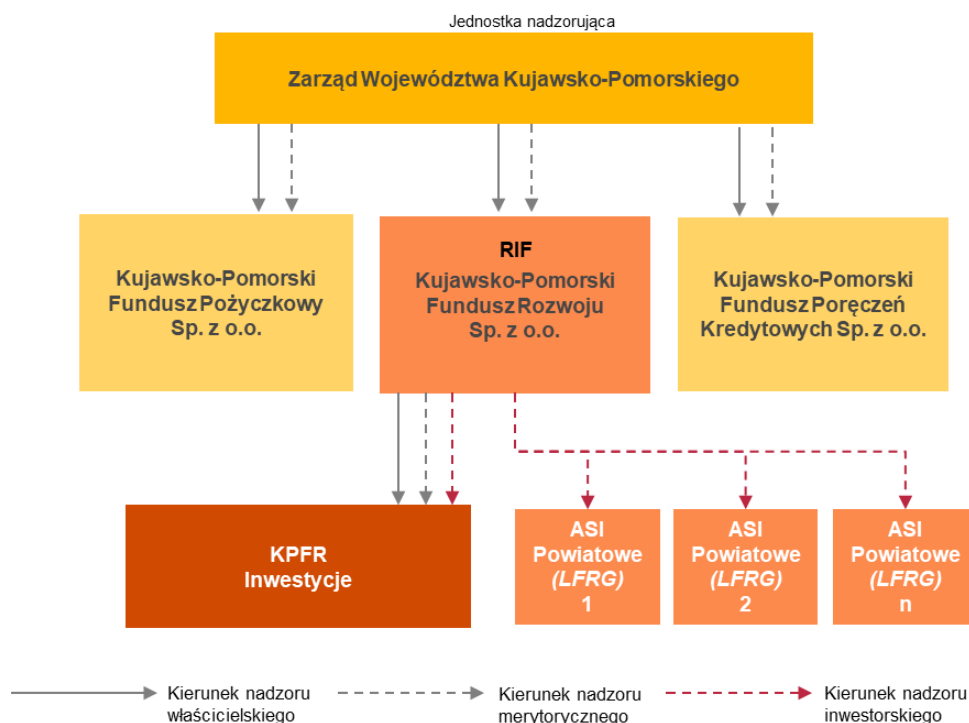 Jednostka nadzorująca
Zarząd Województwa Kujawsko-Pomorskiego
Kujawsko-Pomorski
Fundusz Pożyczkowy
Sp. z o.o.
RIF
Kujawsko-Pomorski
Fundusz Rozwoju
Sp. z o.o.
Kujawsko-Pomorski
Fundusz Poręczeń
Kredytowych Sp. z o.o.
KPFR
Inwestycje
ASI
Powiatowe
(LFRG)
1
ASI
Powiatowe
(LFRG)
2
ASI
Powiatowe
(LFRG)
n
Kierunek nadzoru
właścicielskiego
Kierunek nadzoru
merytorycznego
Kierunek nadzoru
inwestorskiego